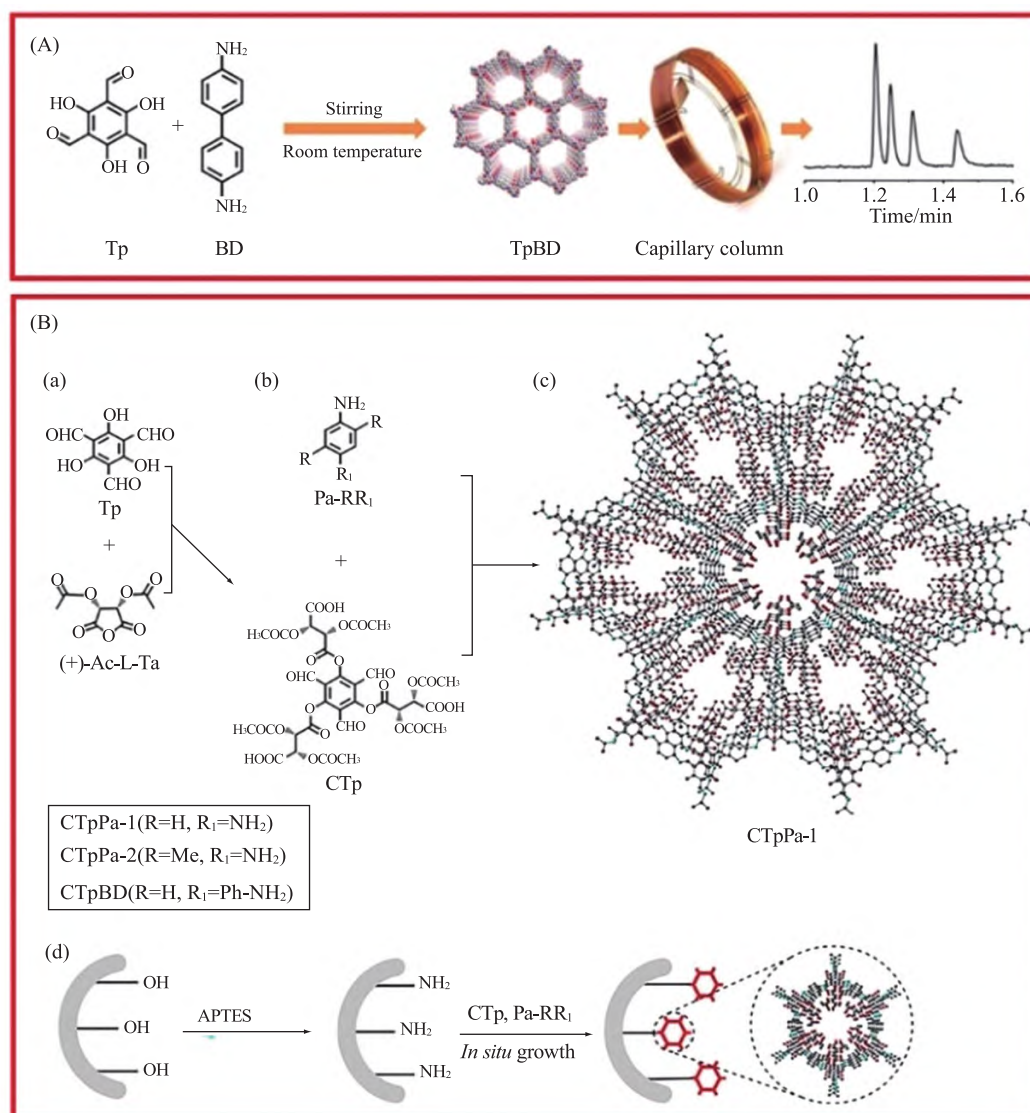 (A)
O
HO
OH
O
O
OH
+
NH₂
NH₂
Stirring
Room temperature
1.0
1.2
1.4
1.6
Time/min
Tp
BD
TpBD
Capillary column
(B)
(a)
(b)
(c)
OH
OHC
CHO
HO
OH
CHO
Tp
+
O
O
O
O
O
O
O
(+)-Ac-L-Ta
NH₂
R
R
R₁
Pa-RR₁
+
COOH
H₃COCO
OCOCH₃
O
O
OHC
CHO
O
OCOCH₃
O
COOH
O
CHO
OCOCH₃
H₃COCO
O
HOOC
OCOCH₃
CTp
CTpPa-1
CTpPa-1(R=H, R₁=NH₂)
CTpPa-2(R=Me, R₁=NH₂)
CTpBD(R=H, R₁=Ph-NH₂)
(d)
OH
OH
OH
APTES
NH₂
NH₂
NH₂
CTp, Pa-RR₁
In situ growth